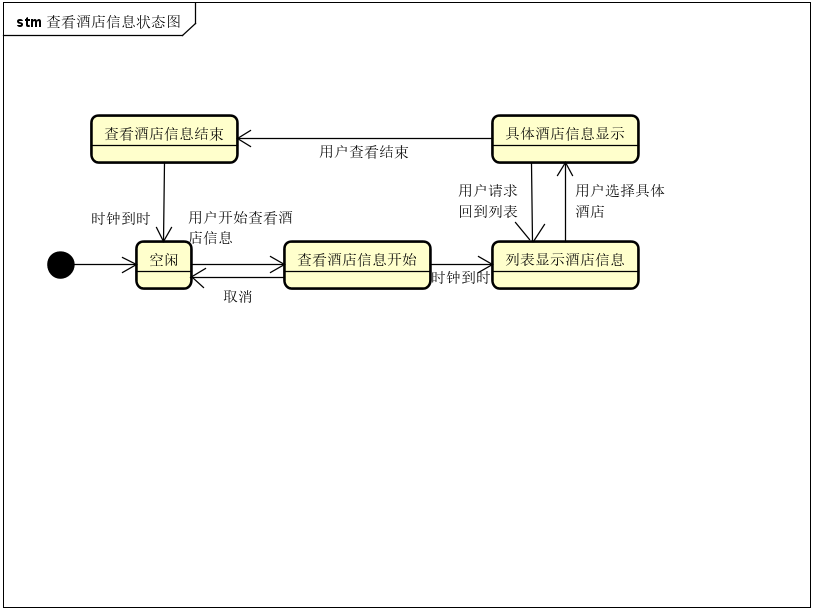 stm 查看酒店信息状态图
查看酒店信息结束
具体酒店信息显示
用户查看结束
用户请求
回到列表
用户选择具体
酒店
时钟到时
用户开始查看酒
店信息
空闲
查看酒店信息开始
时钟到时
列表显示酒店信息
取消